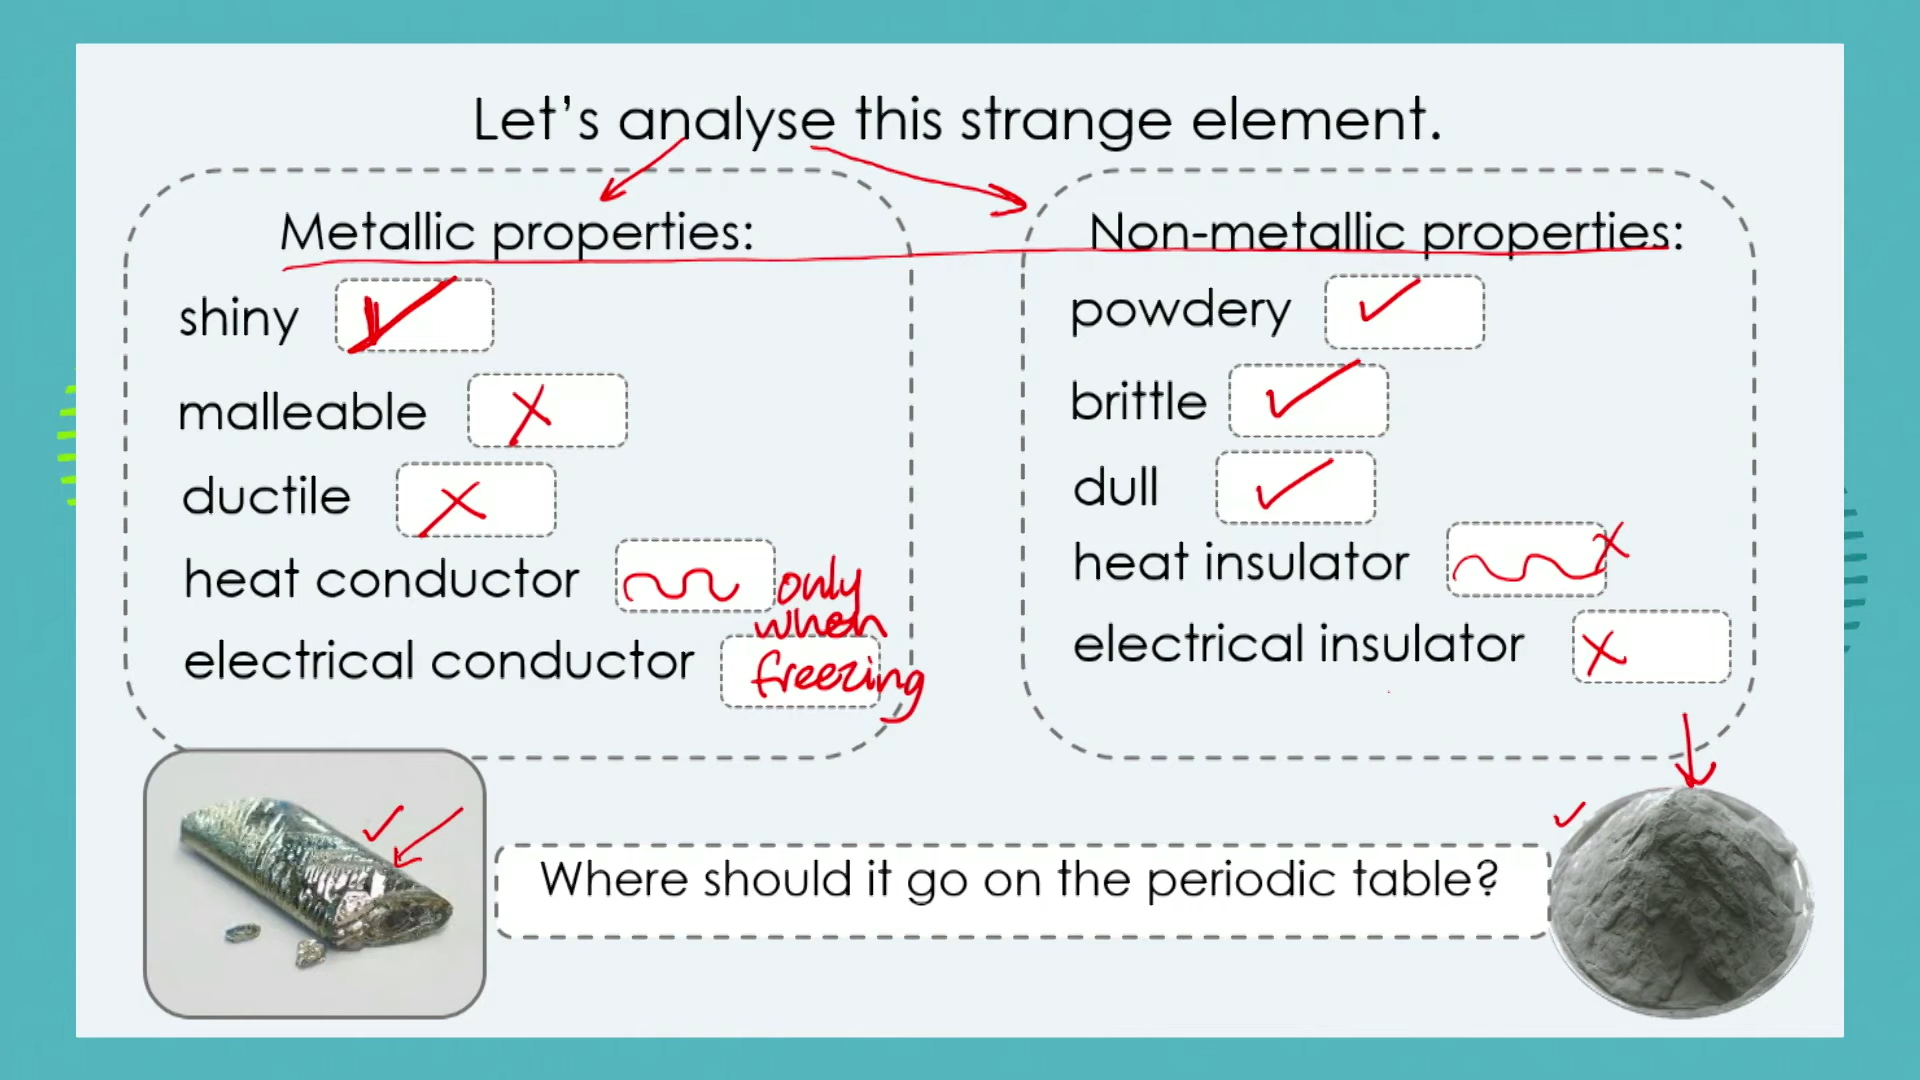 Let's analyse this strange element.
Metallic properties:
shiny
malleable
ductile
heat conductor
only
when
electrical conductor
freezing
Non-metallic properties:
powdery
brittle
dull
heat insulator
electrical insulator
Where should it go on the periodic table?